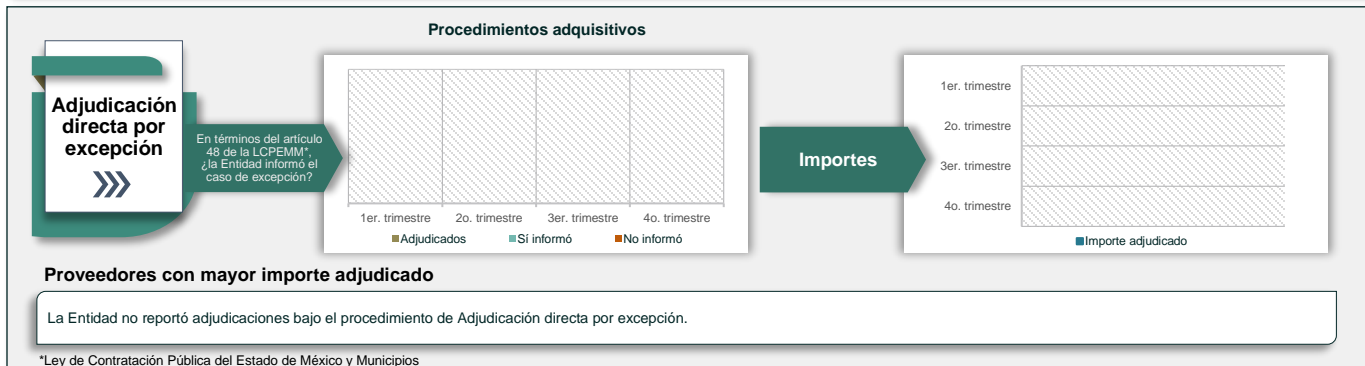 Procedimientos adquisitivos
Adjudicación
directa por
excepción
En términos del artículo
48 de la LCPEMM*,
¿la Entidad informó el
caso de excepción?
1er. trimestre 2o. trimestre 3er. trimestre 4o. trimestre
Adjudicados Sí informó No informó
Importes
1er. trimestre
2o. trimestre
3er. trimestre
4o. trimestre
Importe adjudicado
Proveedores con mayor importe adjudicado
La Entidad no reportó adjudicaciones bajo el procedimiento de Adjudicación directa por excepción.
*Ley de Contratación Pública del Estado de México y Municipios